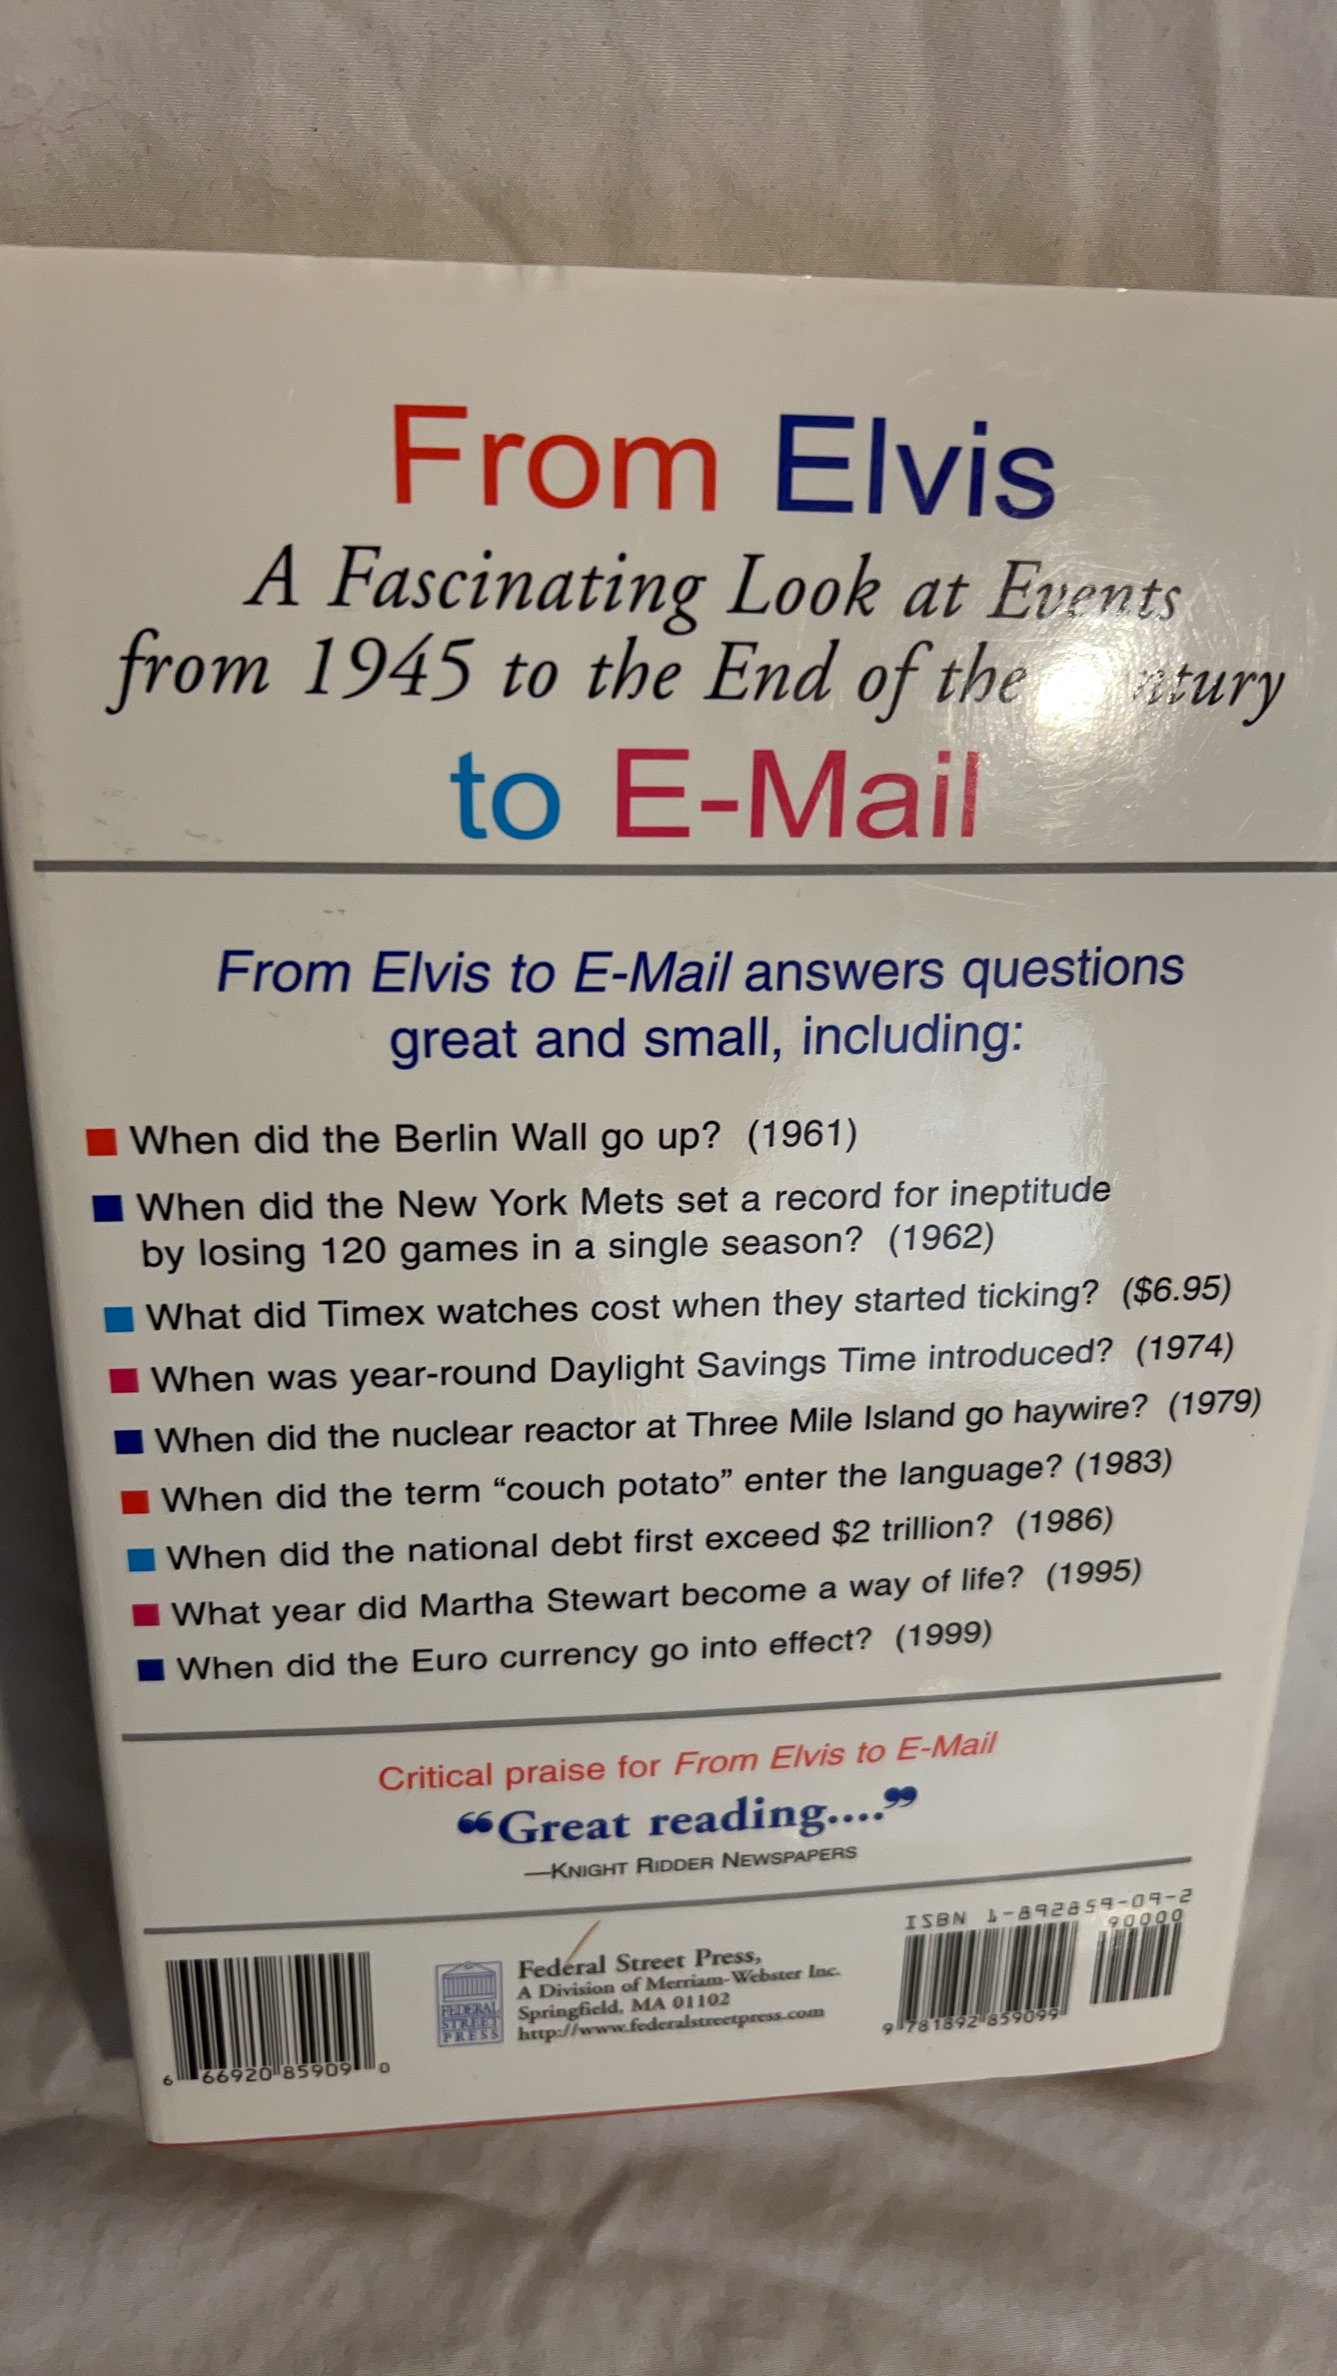 From Elvis
A Fascinating Look at Events
from 1945 to the End of the
to E-Mail
From Elvis to E-Mail answers questions
great and small, including:
When did the Berlin Wall go up? (1961)
When did the New York Mets set a record for ineptitude
by losing 120 games in a single season? (1962)
What did Timex watches cost when they started ticking? ($6.95)
When was year-round Daylight Savings Time introduced? (1974)
When did the nuclear reactor at Three Mile Island go haywire? (1979)
When did the term “couch potato” enter the language? (1983)
When did the national debt first exceed $2 trillion? (1986)
What year did Martha Stewart become a way of life? (1995)
When did the Euro currency go into effect? (1999)
Critical praise for From Elvis to E-Mail
“Great reading....”
—KNIGHT RIDDER NEWSPAPERS
ISBN 1-892859-09-2
90000
9 781892 859099
FEDERAL
STREET
PRESS
Federal Street Press,
A Division of Merriam-Webster Inc.
Springfield, MA 01102
http://www.federalstreetpress.com
6 66920 85909 0